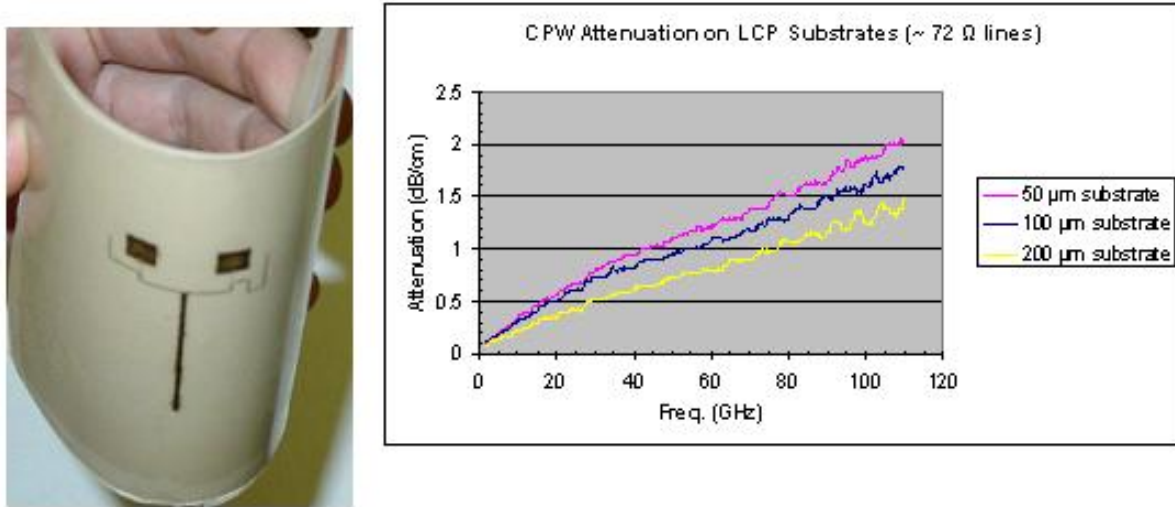 CPW Attenuation on LCP Substrates (~ 72 Ω lines)
2.5
2
1.5
1
0.5
0
Attenuation (dB/cm)
0
20
40
60
80
100
120
Freq. (GHz)
50 µm substrate
100 µm substrate
200 µm substrate